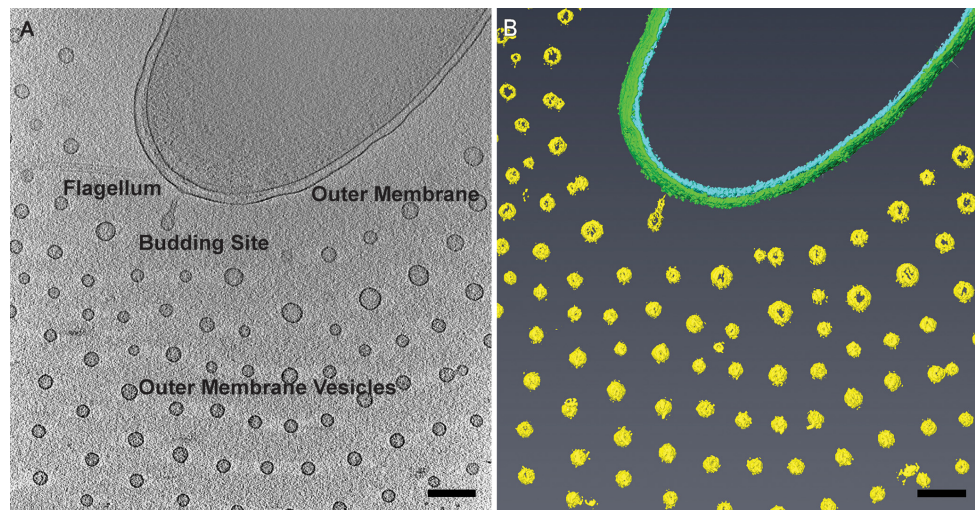 A
B
Flagellum
Outer Membrane
Budding Site
Outer Membrane Vesicles